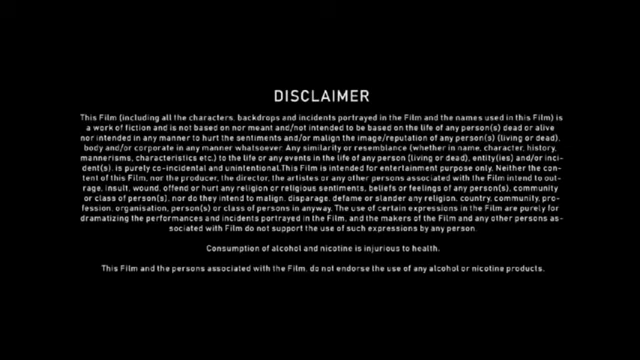 DISCLAIMER
This Film (including all the characters, backdrops and incidents portrayed in the Film and the names used in this Film) is
a work of fiction and is not based on nor meant and/not intended to be based on the life of any person(s) dead or alive
nor intended in any manner to hurt the sentiments and/or malign the image/reputation of any person(s) (living or dead),
body and/or corporate in any manner whatsoever. Any similarity or resemblance (whether in name, character, history,
mannerisms, characteristics etc.) to the life or any events in the life of any person (living or dead), entity(ies) and/or inci-
dent(s), is purely co-incidental and unintentional.This Film is intended for entertainment purpose only. Neither the con-
tent of this Film, nor the producer, the director, the artistes or any other persons associated with the Film intend to out-
rage, insult, wound, offend or hurt any religion or religious sentiments, beliefs or feelings of any person(s), community
or class of person(s), nor do they intend to malign, disparage, defame or slander any religion, country, community, pro-
fession, organisation, person(s) or class of persons in anyway. The use of certain expressions in the Film are purely for
dramatizing the performances and incidents portrayed in the Film, and the makers of the Film and any other persons as-
sociated with Film do not support the use of such expressions by any person.
Consumption of alcohol and nicotine is injurious to health.
This Film and the persons associated with the Film, do not endorse the use of any alcohol or nicotine products.